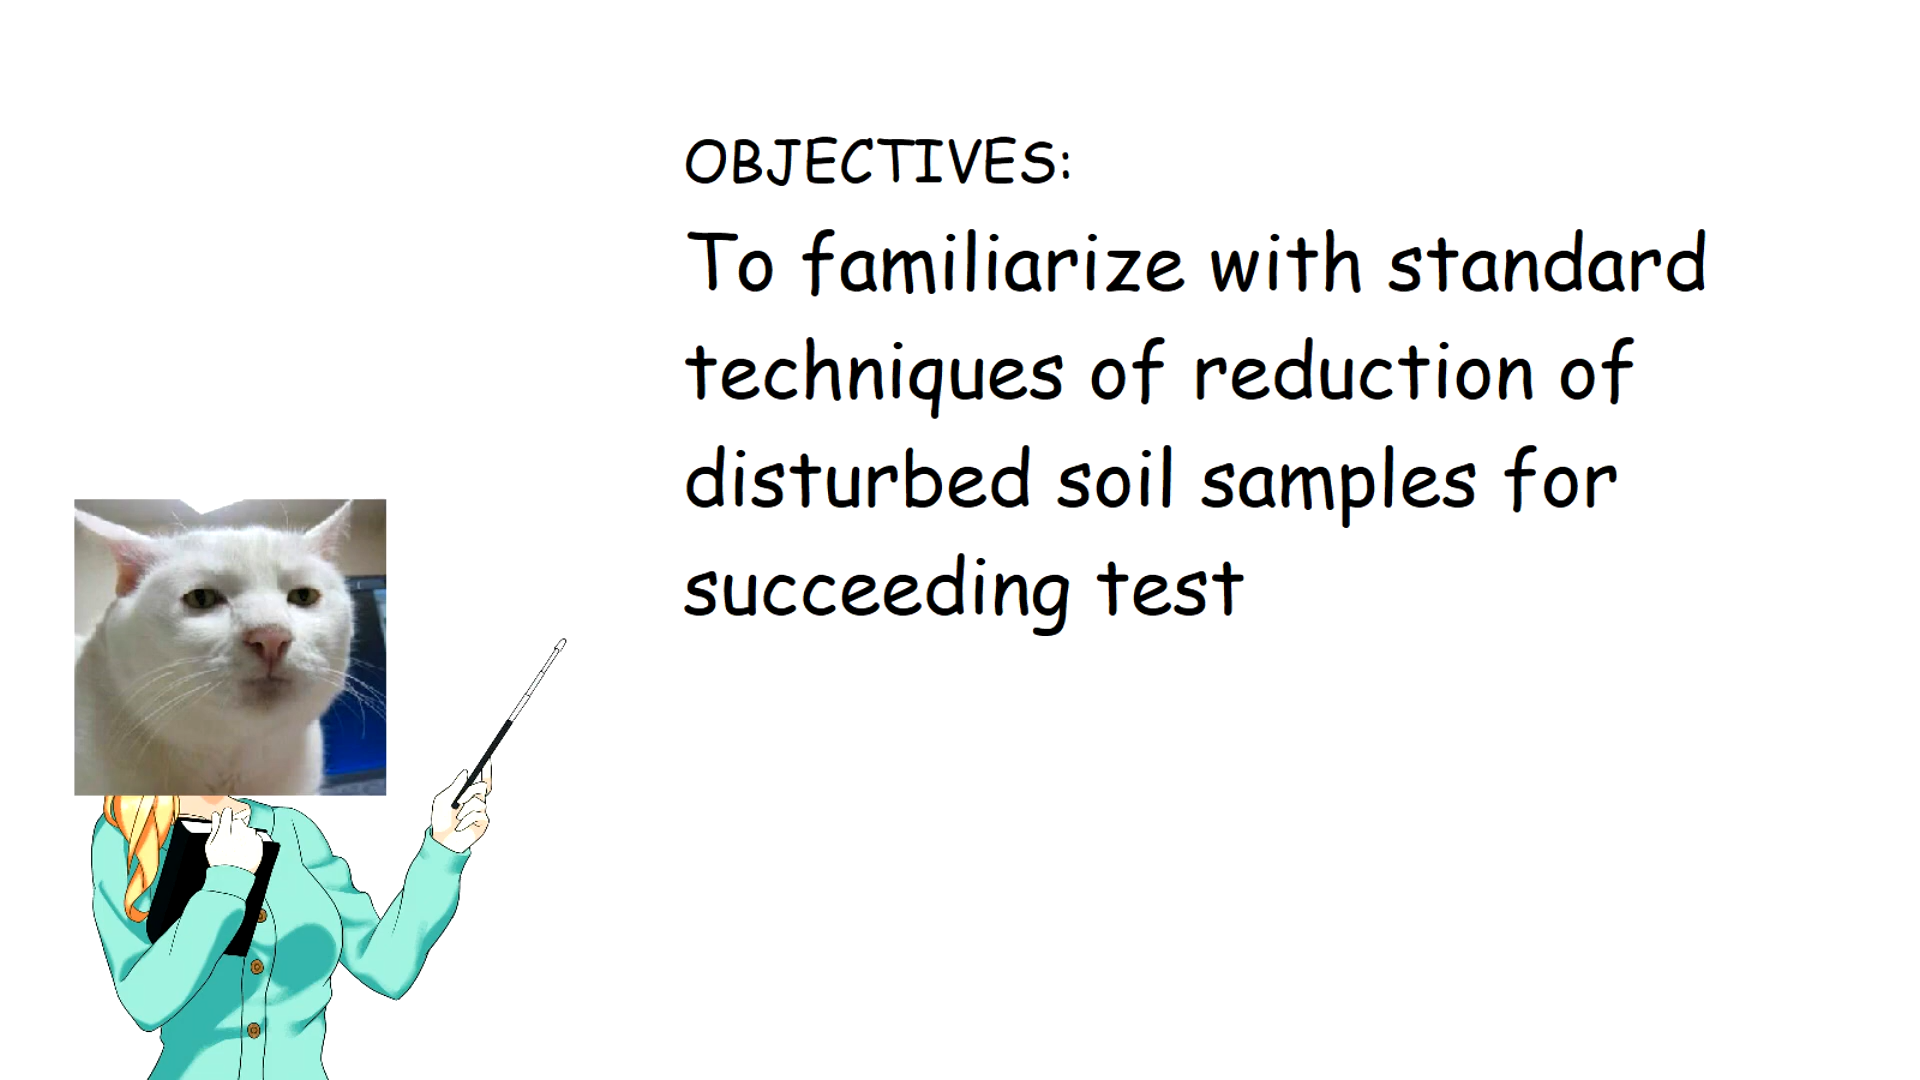 OBJECTIVES:
To familiarize with standard
techniques of reduction of
disturbed soil samples for
succeeding test